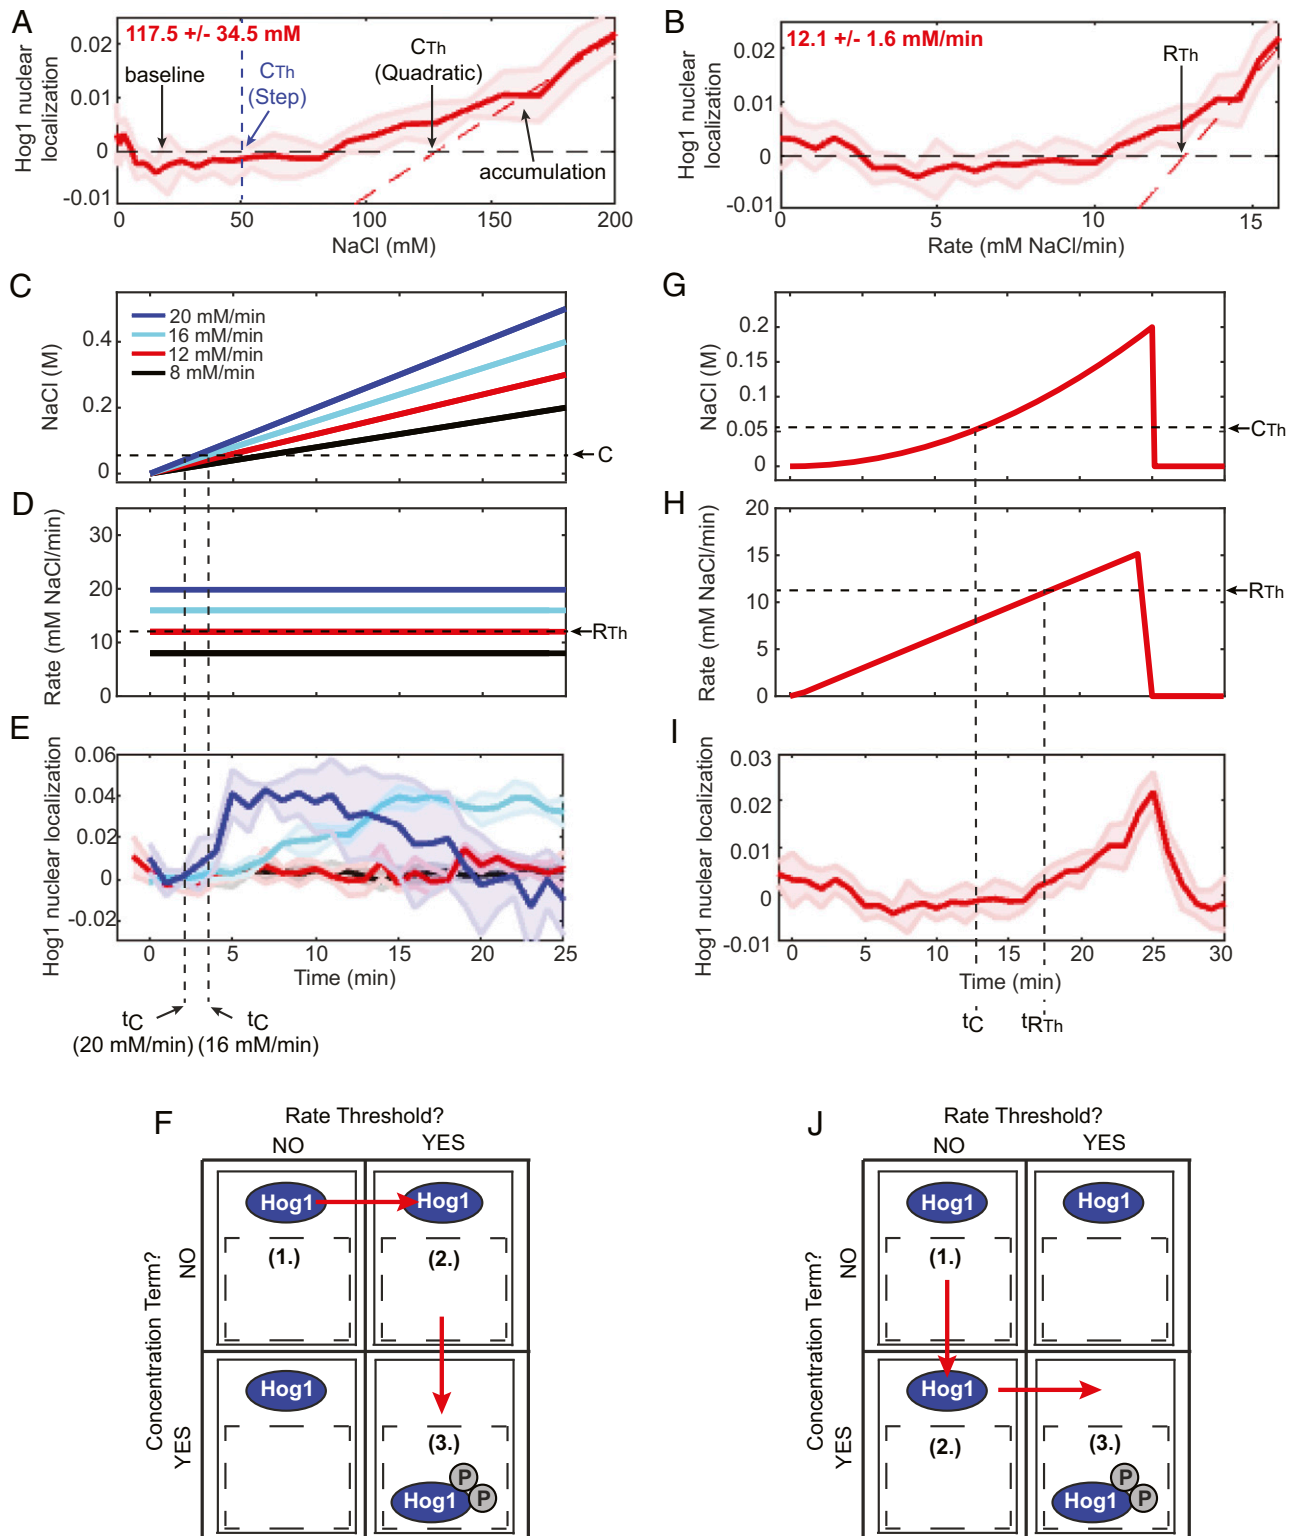 A
117.5 +/- 34.5 mM
Hog1 nuclear
localization
0.02
0.01
0
-0.01
baseline
CTh
(Step)
CTh
(Quadratic)
accumulation
0
50
100
150
200
NaCl (mM)
B
12.1 +/- 1.6 mM/min
Hog1 nuclear
localization
0.02
0.01
0
-0.01
RTh
0
5
10
15
Rate (mM NaCl/min)
C
20 mM/min
16 mM/min
12 mM/min
8 mM/min
NaCl (M)
0.4
0.2
0
C
D
Rate (mM NaCl/min)
30
20
10
0
RTh
E
Hog1 nuclear localization
0.06
0.04
0.02
0
-0.02
0
5
10
15
20
25
Time (min)
tC
(20 mM/min)
tC
(16 mM/min)
G
NaCl (M)
0.2
0.15
0.1
0.05
0
CTh
H
Rate (mM NaCl/min)
20
15
10
5
0
RTh
I
Hog1 nuclear localization
0.03
0.02
0.01
0
-0.01
0
5
10
15
20
25
30
Time (min)
tC
tRTh
F
Rate Threshold?
NO
YES
Concentration Term?
NO
YES
Hog1
(1.)
Hog1
(2.)
Hog1
(3.)
P
P
Hog1
J
Rate Threshold?
NO
YES
Concentration Term?
NO
YES
Hog1
(1.)
Hog1
Hog1
(2.)
(3.)
P
P
Hog1